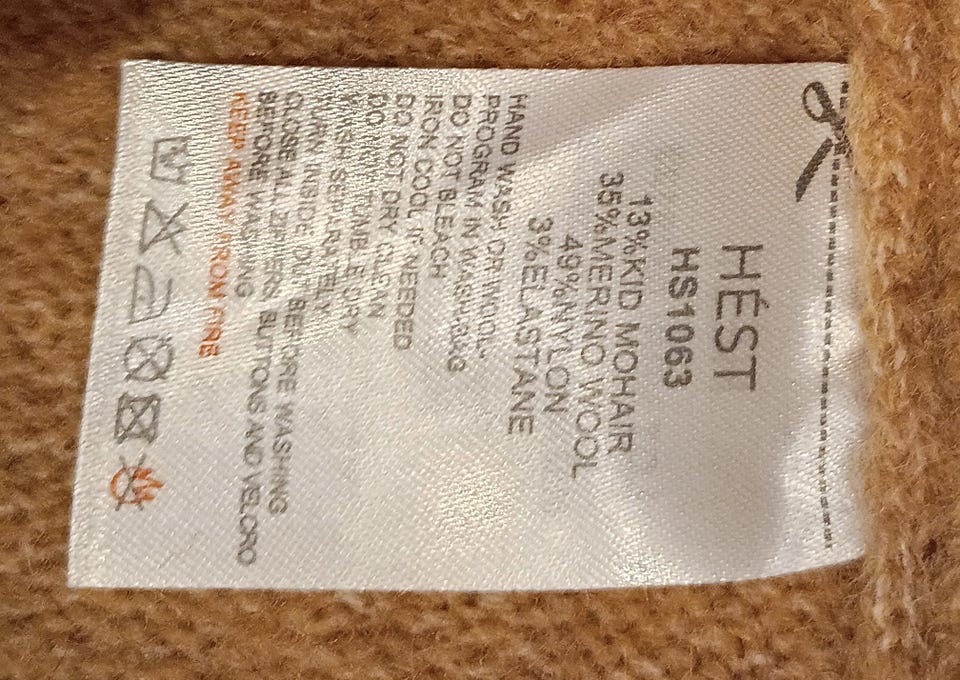 HÉST
HS1063
13%KID MOHAIR
35%MERINO WOOL
49%NYLON
3%ELASTANE
HAND WASH OR WOOL-
PROGRAM IN WASHBAG
DO NOT BLEACH
IRON COOL IF NEEDED
DO NOT DRY CLEAN
DO NOT TUMBLE DRY
WASH SEPARATELY
TURN INSIDE OUT BEFORE WASHING
CLOSE ALL ZIPPERS, BUTTONS AND VELCRO
BEFORE WASHING
KEEP AWAY FROM FIRE